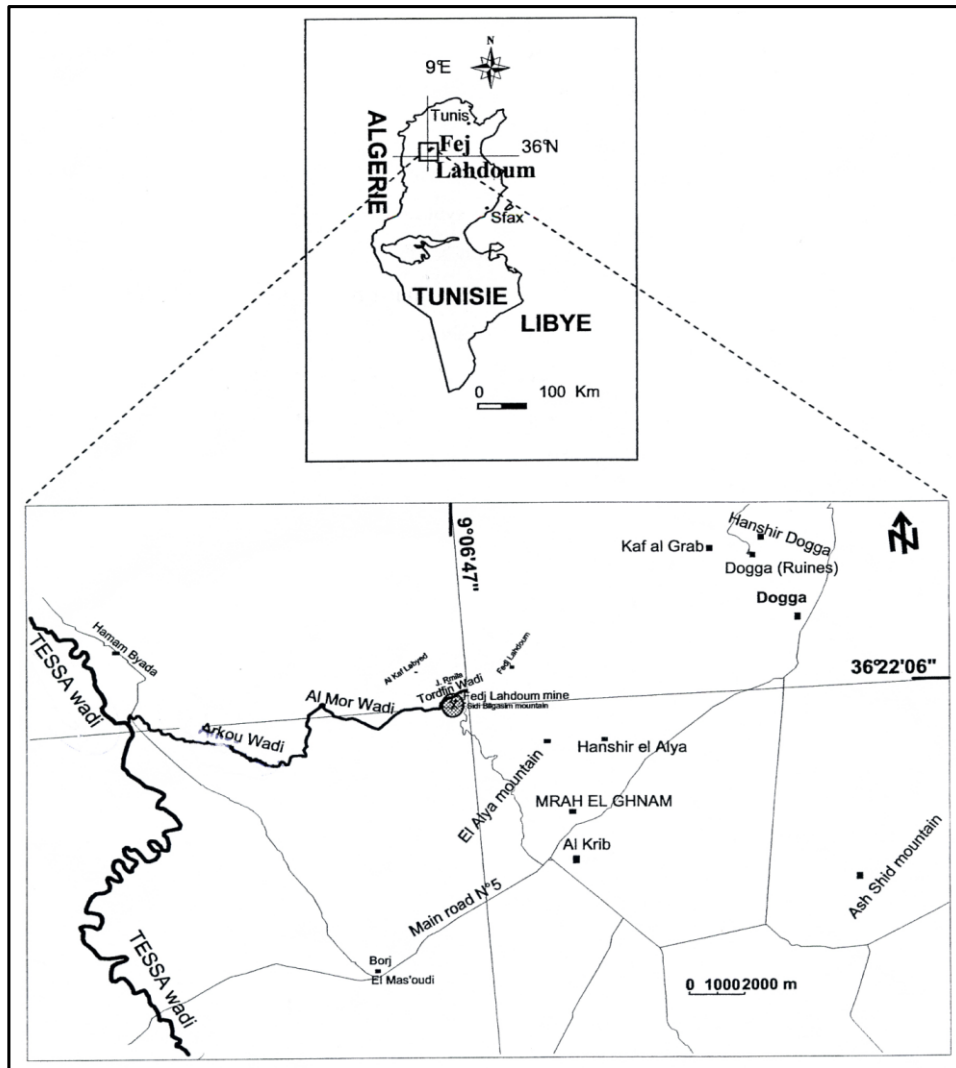 N
9°E
Tunis
ALGERIE
Fej
Lahdoum
36°N
Sfax
TUNISIE
LIBYE
0 100 Km
9°06'47"
Hanshir Dogga
Kaf al Grab
Dogga (Ruines)
Dogga
N
Hamam Byada
TESSA wadi
Al Kaf Labyed
J. Rmila
Fedj Lahdoum
Tordfin Wadi
36°22'06"
Al Mor Wadi
Fedj Lahdoum mine
Sidi Bligasim mountain
Arkou Wadi
El Alya mountain
Hanshir el Alya
MRAH EL GHNAM
Al Krib
Ash Shid mountain
Main road N°5
TESSA wadi
Borj
El Mas'oudi
0 1000 2000 m